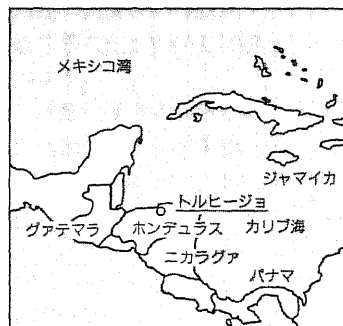 メキシコ湾
ジャマイカ
トルヒージョ
グァテマラ
ホンデュラス
カリブ海
ニカラグァ
パナマ